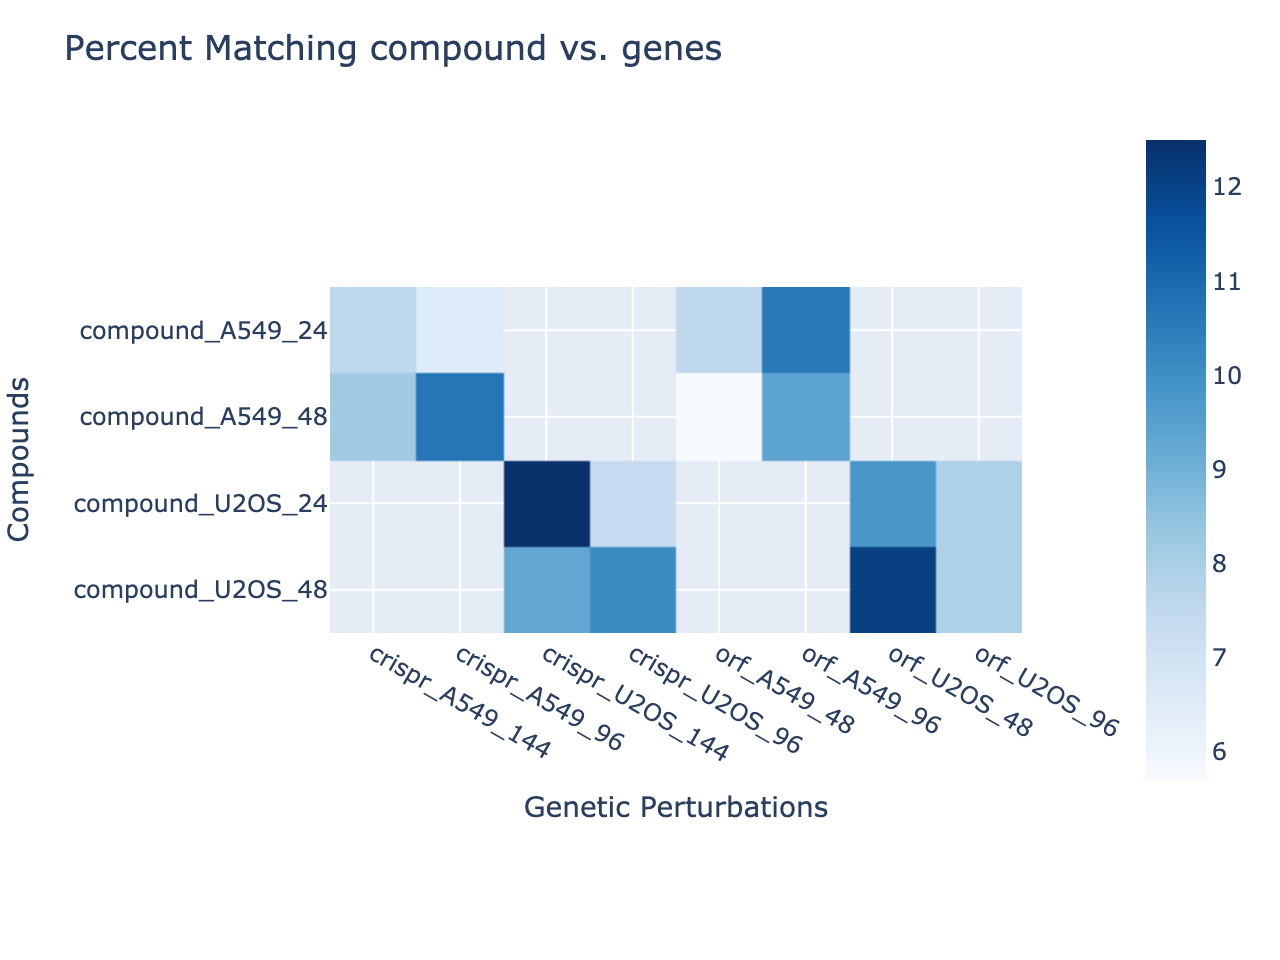 Percent Matching compound vs. genes
Compounds
compound_A549_24
compound_A549_48
compound_U2OS_24
compound_U2OS_48
crispr_A549_144
crispr_A549_96
crispr_U2OS_144
crispr_U2OS_96
orf_A549_48
orf_A549_96
orf_U2OS_48
orf_U2OS_96
Genetic Perturbations
12
11
10
9
8
7
6